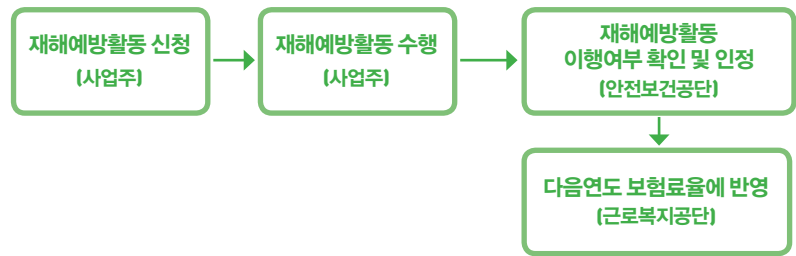 재해예방활동 신청
(사업주)
재해예방활동 수행
(사업주)
재해예방활동
이행여부 확인 및 인정
(안전보건공단)
다음연도 보험료율에 반영
(근로복지공단)